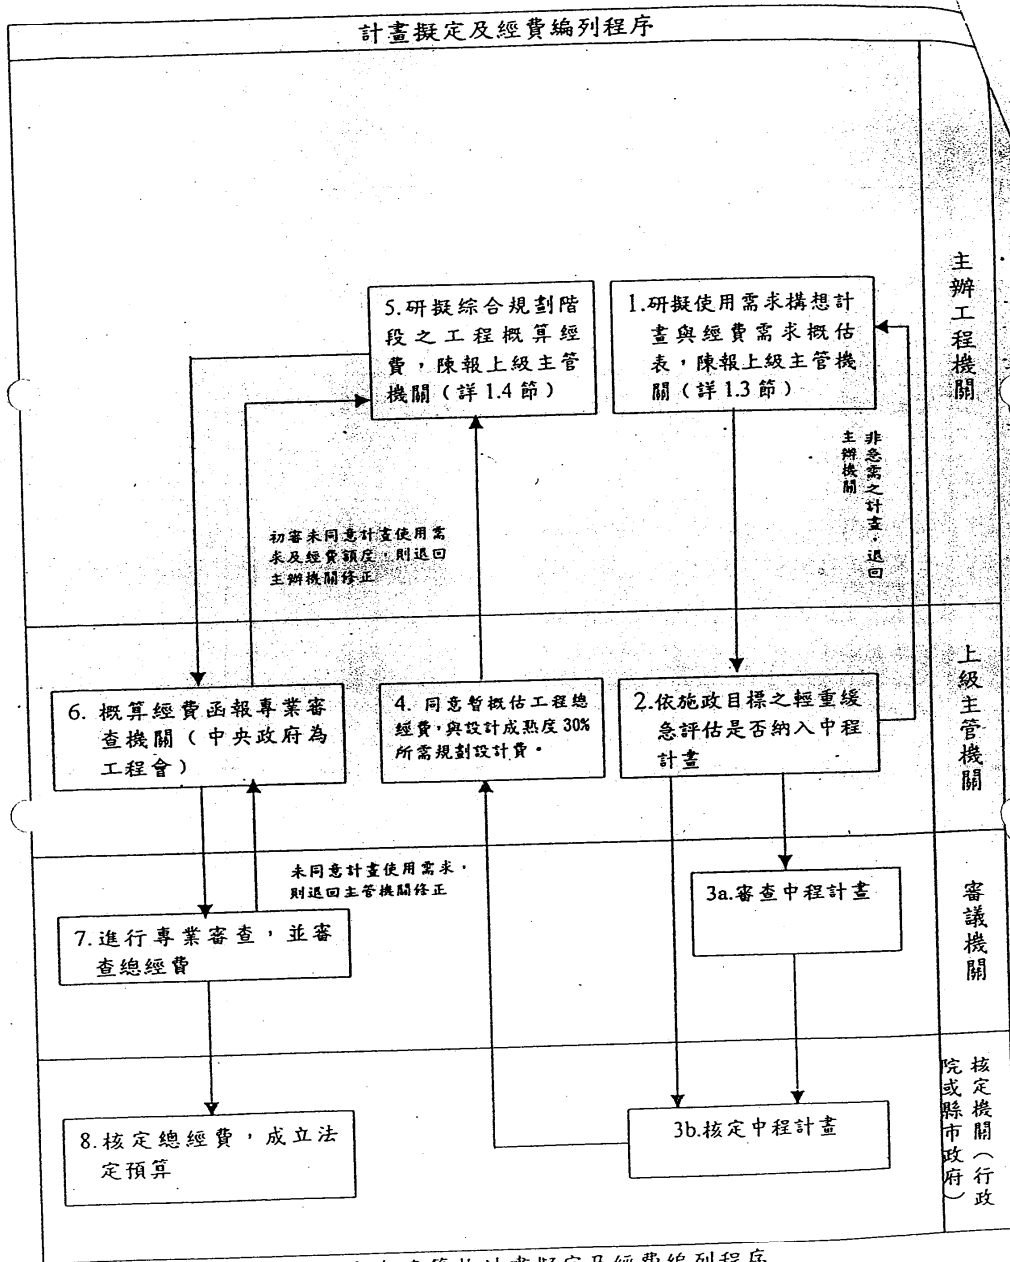 計畫擬定及經費編列程序
主辦工程機關
1.研擬使用需求構想計
畫與經費需求概估
表，陳報上級主管機
關（詳 1.3 節）
5.研擬綜合規劃階
段之工程概算經
費，陳報上級主管
機關（詳 1.4 節）
非急需之計畫，退回
主辦機關
初審未同意計畫使用需
求及經費額度，則退回
主辦機關修正
上級主管機關
2.依施政目標之輕重緩
急評估是否納入中程
計畫
4. 同意暫概估工程總
經費，與設計成熟度 30%
所需規劃設計費。
6. 概算經費函報專業審
查機關（中央政府為
工程會）
審議機關
3a.審查中程計畫
未同意計畫使用需求，
則退回主管機關修正
7.進行專業審查，並審
查總經費
核定機關（行政
院或縣市政府）
3b.核定中程計畫
8.核定總經費，成立法
定預算
計畫擬定及經費編列程序